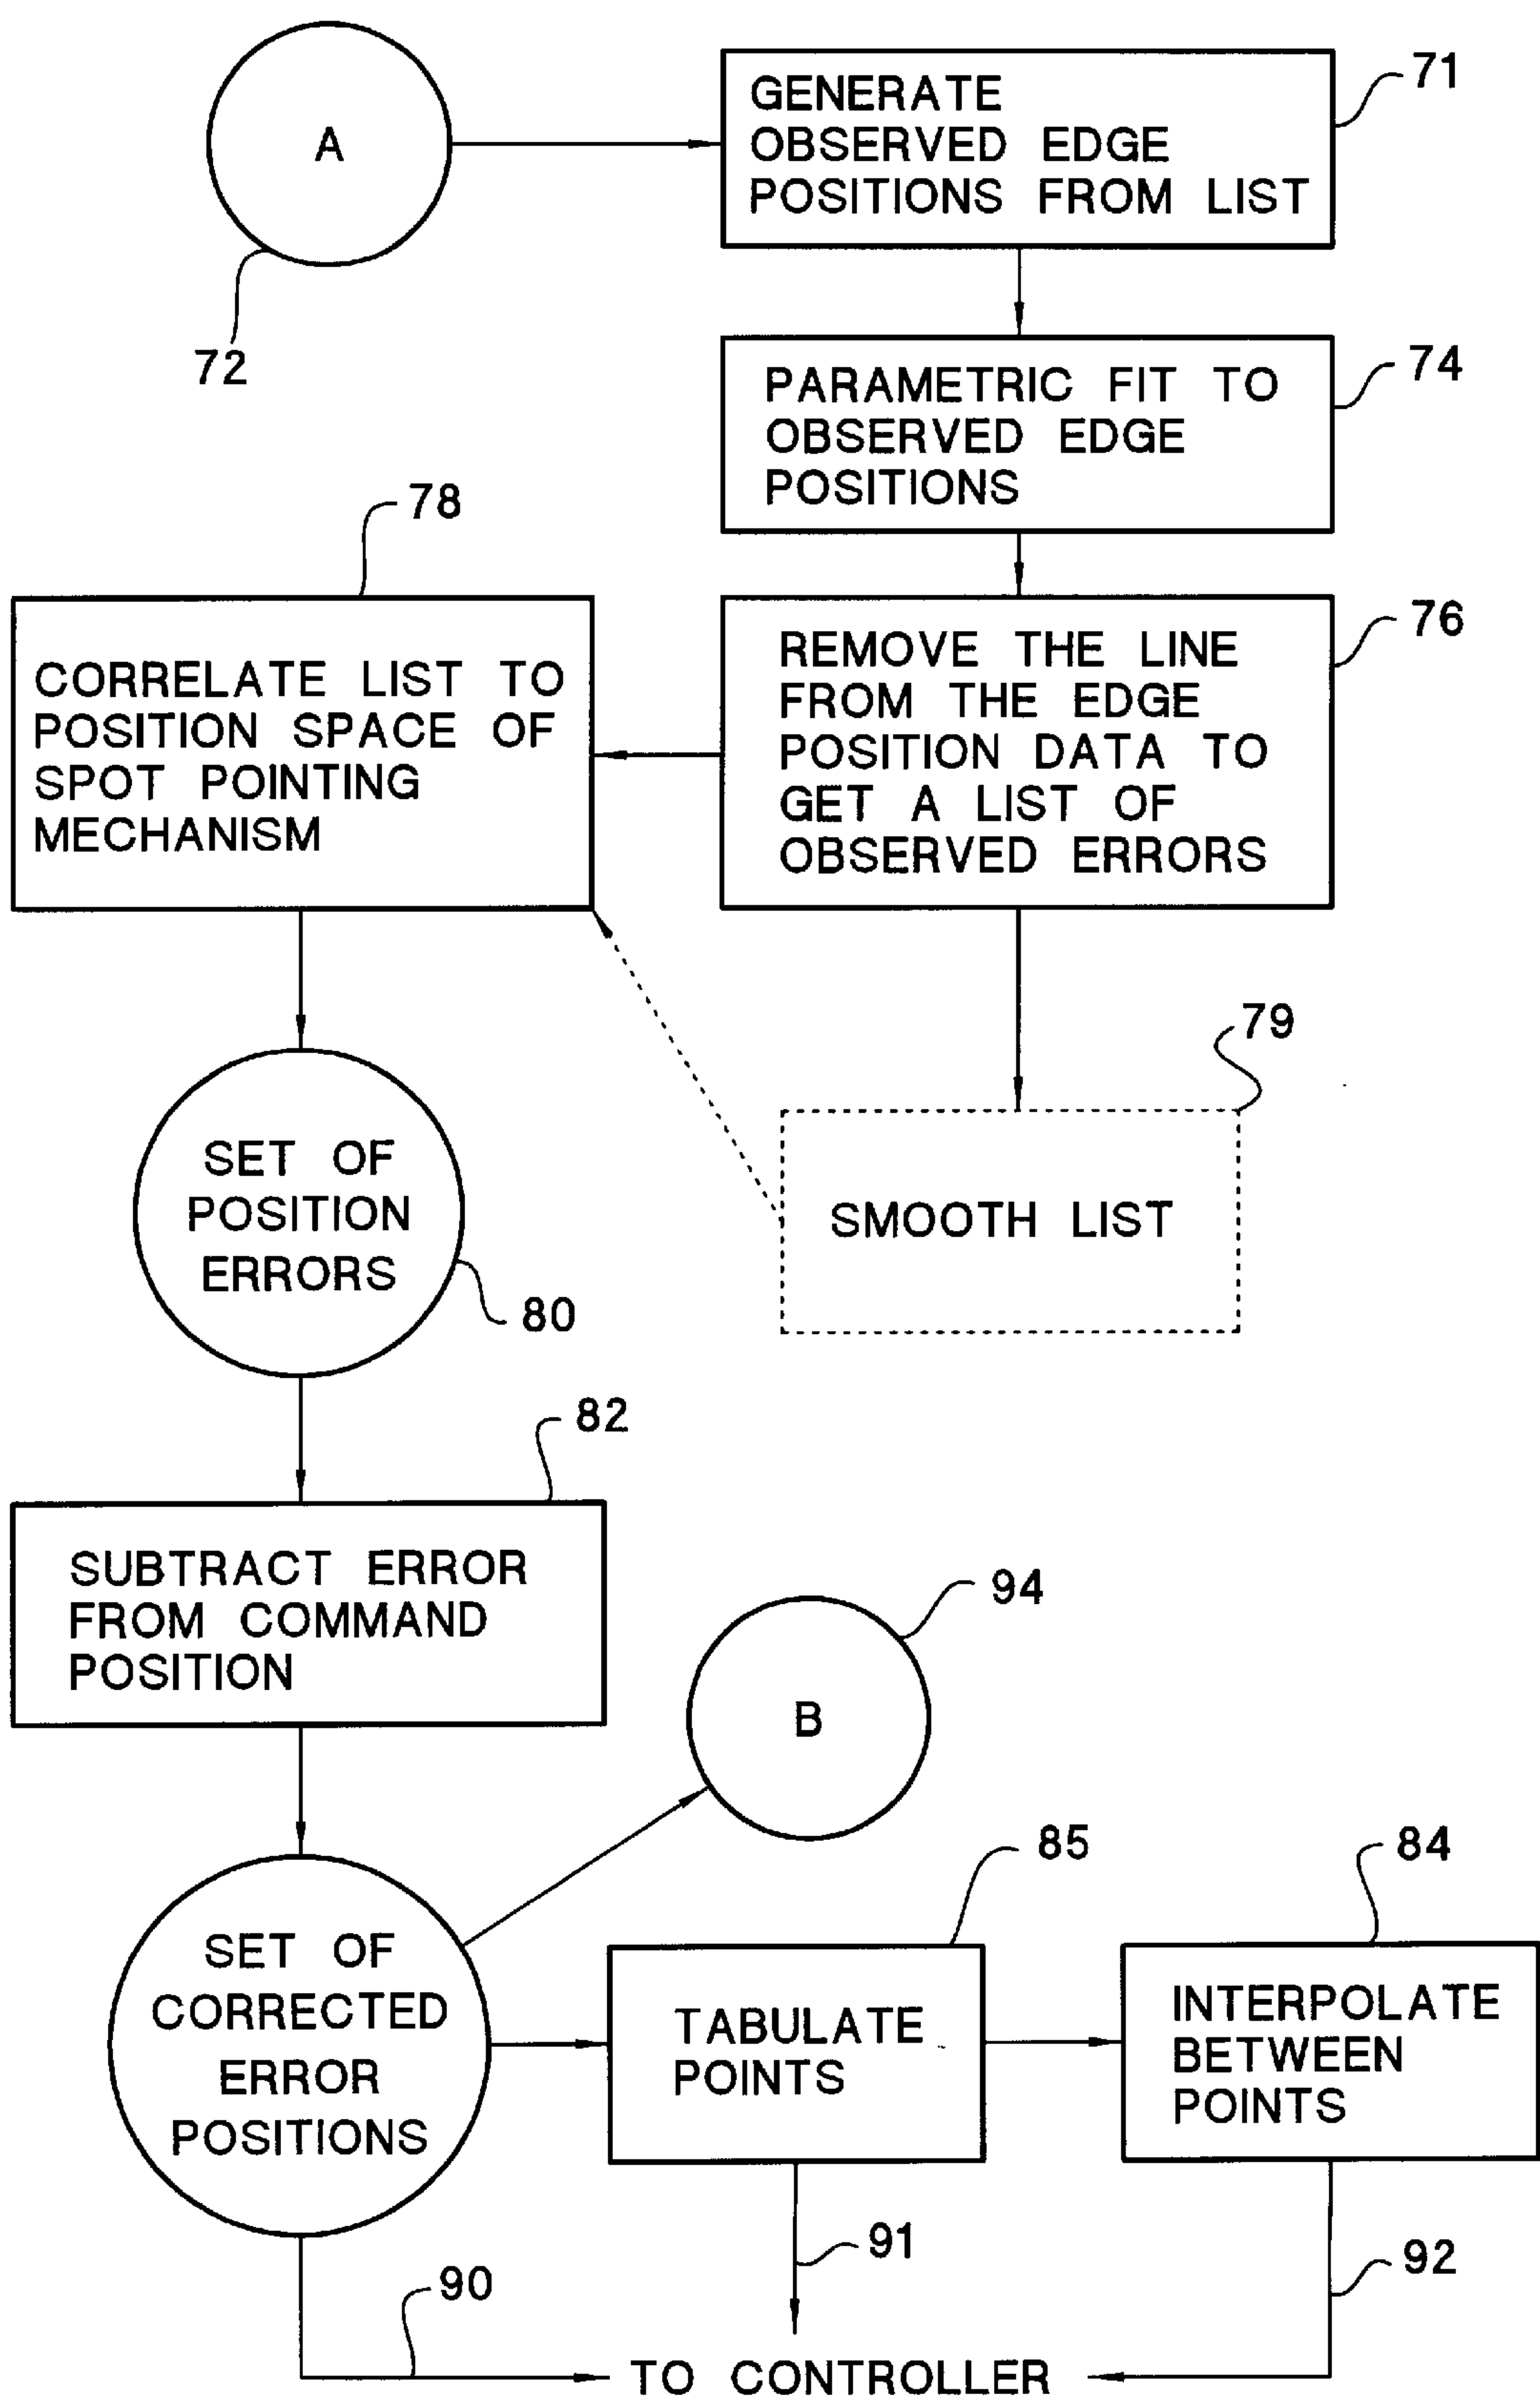 A
72
GENERATE
OBSERVED EDGE
POSITIONS FROM LIST
71
PARAMETRIC FIT TO
OBSERVED EDGE
POSITIONS
74
78
CORRELATE LIST TO
POSITION SPACE OF
SPOT POINTING
MECHANISM
REMOVE THE LINE
FROM THE EDGE
POSITION DATA TO
GET A LIST OF
OBSERVED ERRORS
76
79
SMOOTH LIST
SET OF
POSITION
ERRORS
80
82
SUBTRACT ERROR
FROM COMMAND
POSITION
94
B
SET OF
CORRECTED
ERROR
POSITIONS
85
TABULATE
POINTS
84
INTERPOLATE
BETWEEN
POINTS
90
91
92
TO CONTROLLER